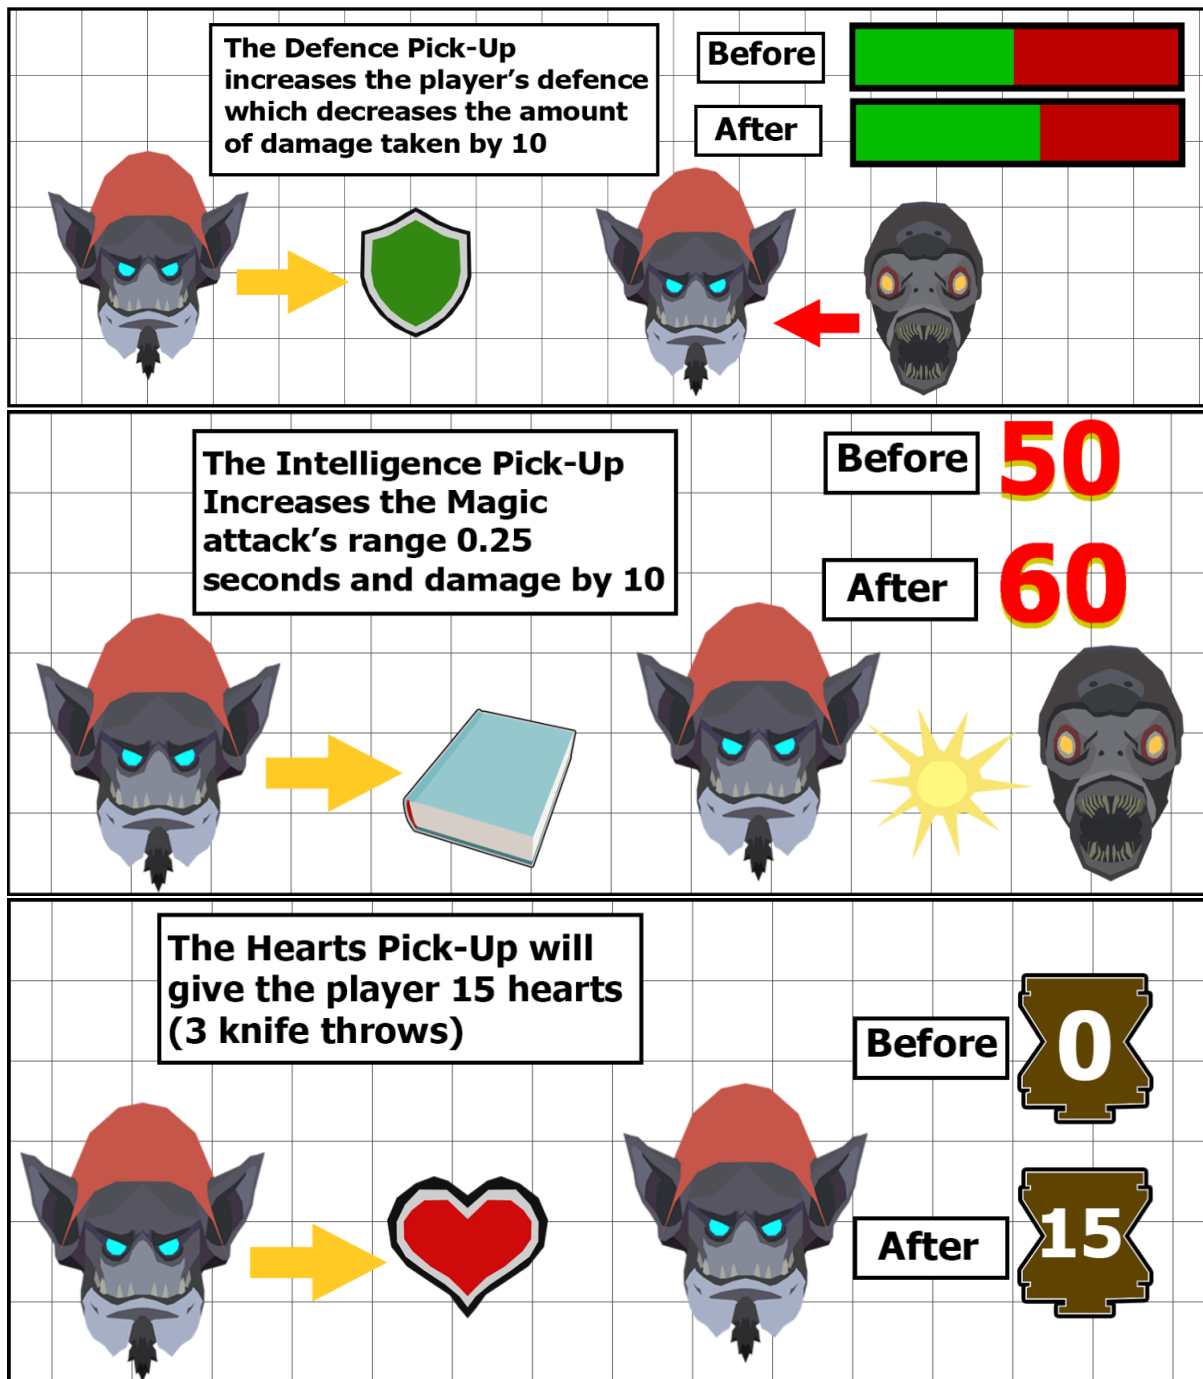 The Defence Pick-Up
increases the player's defence
which decreases the amount
of damage taken by 10
Before
After
The Intelligence Pick-Up
Increases the Magic
attack's range 0.25
seconds and damage by 10
Before
50
After
60
The Hearts Pick-Up will
give the player 15 hearts
(3 knife throws)
Before
0
After
15